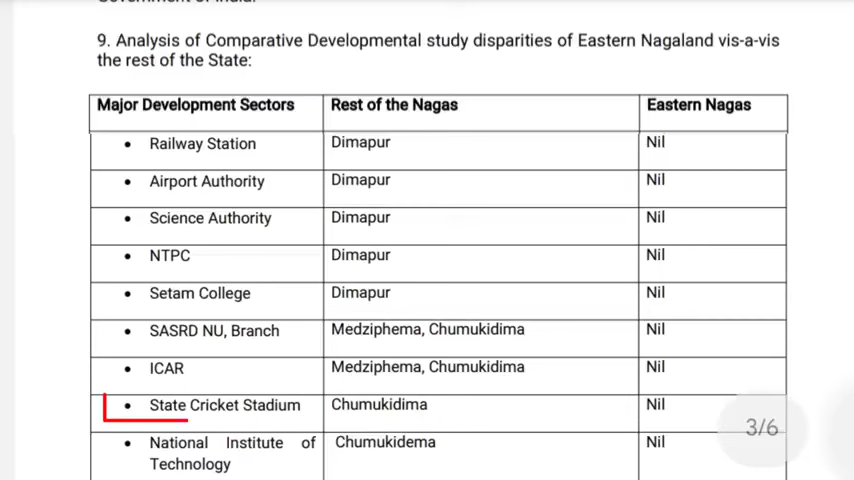 Government of India.
9. Analysis of Comparative Developmental study disparities of Eastern Nagaland vis-a-vis
the rest of the State:
Major Development Sectors Rest of the Nagas Eastern Nagas
• Railway Station Dimapur Nil
• Airport Authority Dimapur Nil
• Science Authority Dimapur Nil
• NTPC Dimapur Nil
• Setam College Dimapur Nil
• SASRD NU, Branch Medziphema, Chumukidima Nil
• ICAR Medziphema, Chumukidima Nil
• State Cricket Stadium Chumukidima Nil
3/6
• National Institute of Chumukidema Nil
Technology